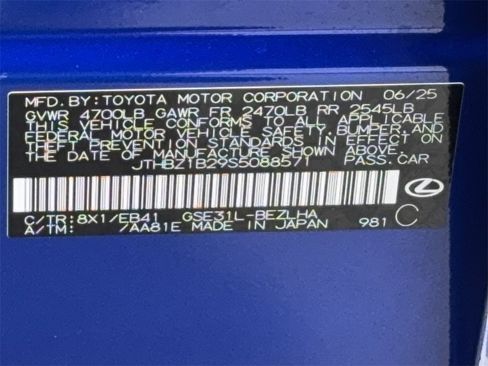 MFD. BY: TOYOTA MOTOR CORPORATION 06/25
GVWR 4700LB GAWR FR 2470LB RR 2545LB
THIS VEHICLE CONFORMS TO ALL APPLICABLE
FEDERAL MOTOR VEHICLE SAFETY, BUMPER, AND
THEFT PREVENTION STANDARDS IN EFFECT ON
THE DATE OF MANUFACTURE SHOWN ABOVE.
JTHBZ1B29S5088571 PASS.CAR
C/TR: 8X1/EB41 GSE31L-BEZLHA
A/TM: /AA81E MADE IN JAPAN 981 C